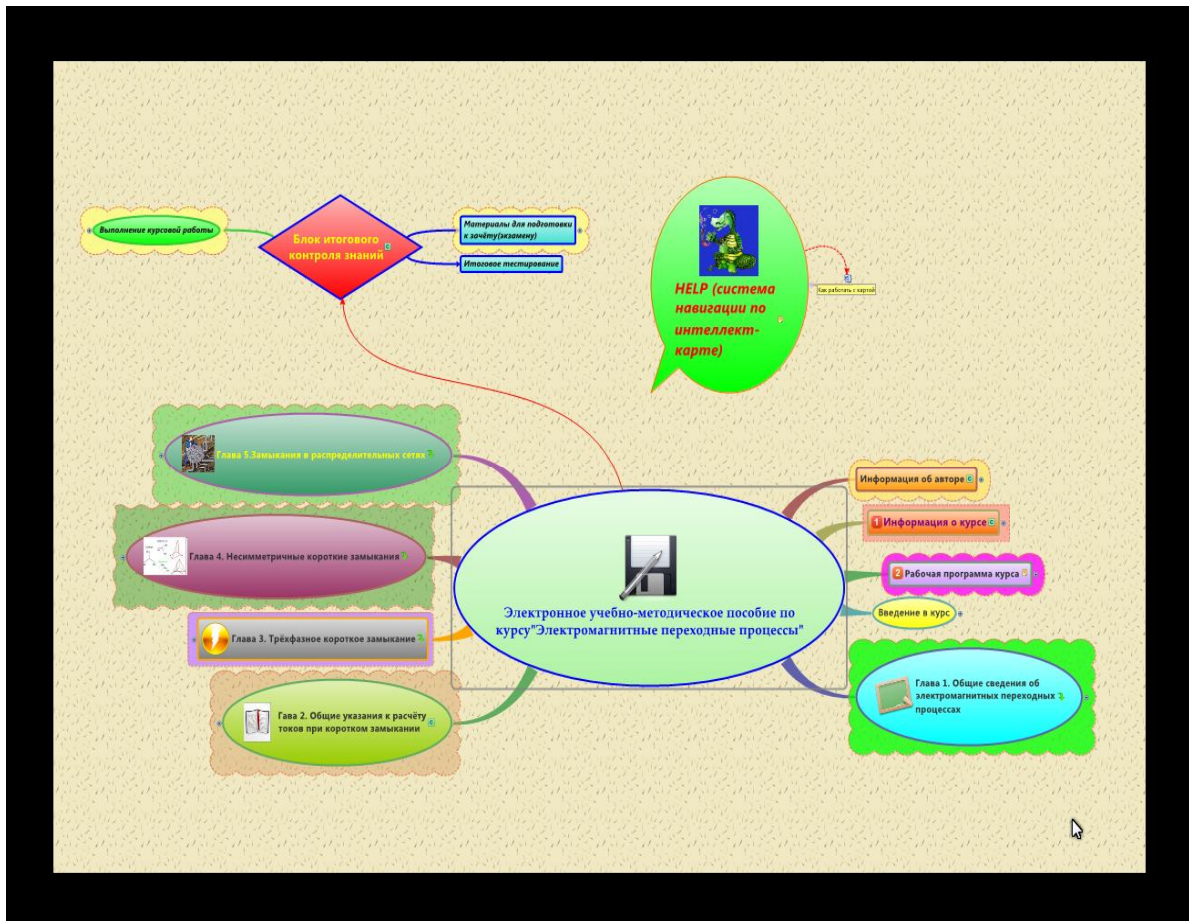 Выполнение курсовой работы
Блок итогового
контроля знаний
Материалы для подготовки
к зачёту(экзамену)
Итоговое тестирование
HELP (система
навигации по
интеллект-
карте)
Как работать с картой
Глава 5.Замыкания в распределительных сетях
Глава 4. Несимметричные короткие замыкания
Глава 3. Трёхфазное короткое замыкание
Гава 2. Общие указания к расчёту
токов при коротком замыкании
Электронное учебно-методическое пособие по
курсу"Электромагнитные переходные процессы"
Информация об авторе
1 Информация о курсе
2 Рабочая программа курса
Введение в курс
Глава 1. Общие сведения об
электромагнитных переходных
процессах